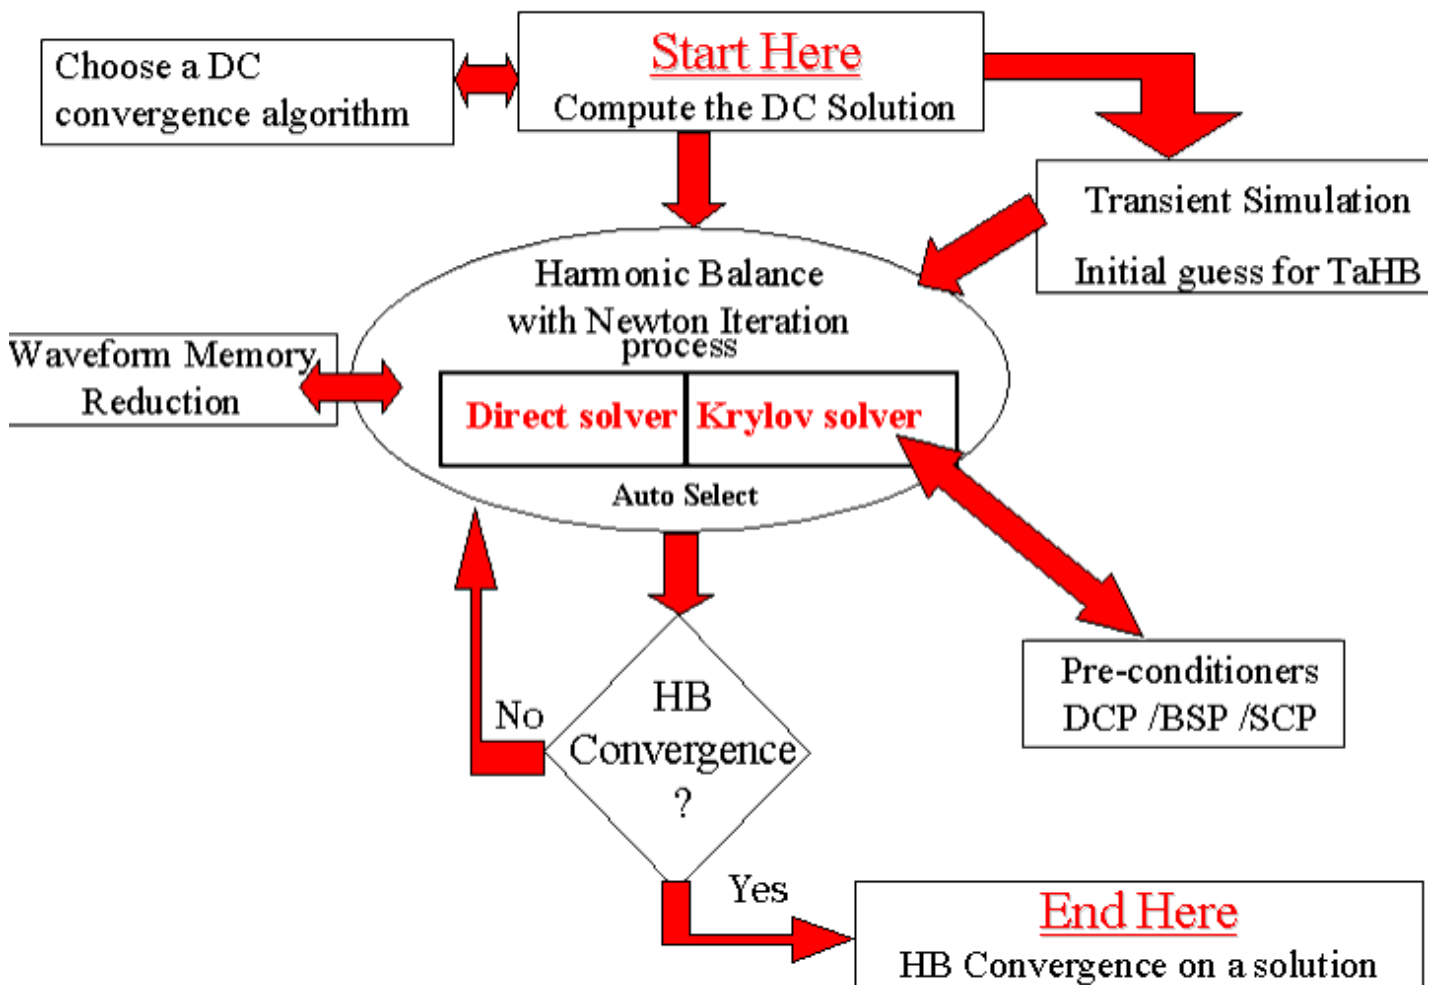 Choose a DC
convergence algorithm
Start Here
Compute the DC Solution
Transient Simulation
Initial guess for TaHB
Harmonic Balance
with Newton Iteration
process
Waveform Memory
Reduction
Direct solver
Krylov solver
Auto Select
Pre-conditioners
DCP /BSP /SCP
HB
Convergence
?
No
Yes
End Here
HB Convergence on a solution